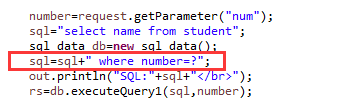 number=request.getParameter("num");
sql="select name from student";
sql_data db=new sql_data();
sql=sql+" where number=?";
out.println("SQL:"+sql+"</br>");
rs=db.executeQuery1(sql,number);